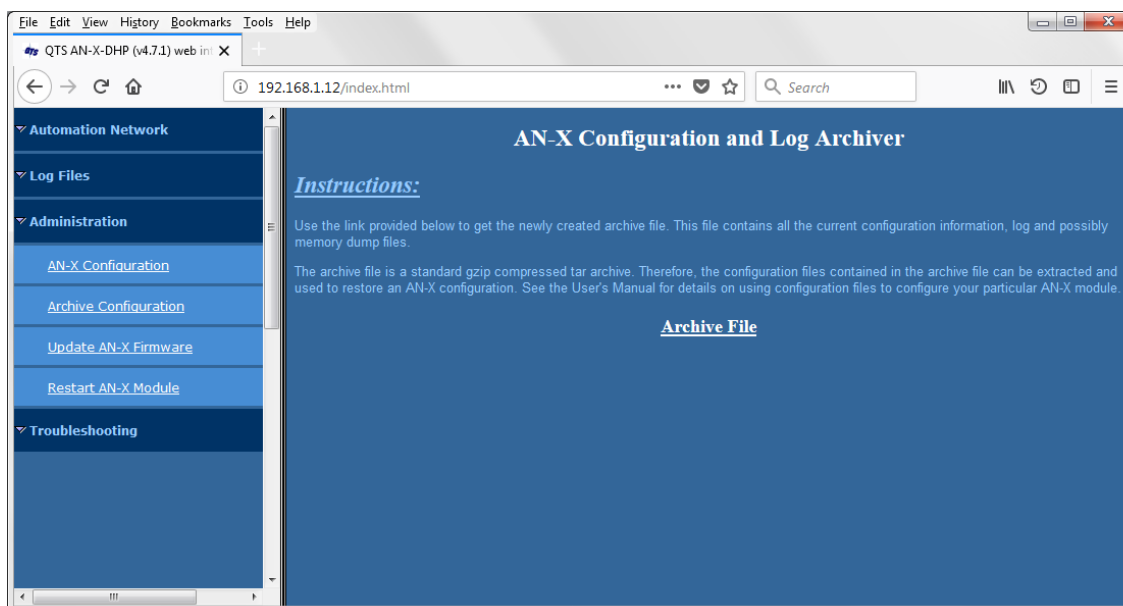 File Edit View History Bookmarks Tools Help
QTS AN-X-DHP (v4.7.1) web int
192.168.1.12/index.html
Search
Automation Network
Log Files
Administration
AN-X Configuration
Archive Configuration
Update AN-X Firmware
Restart AN-X Module
Troubleshooting
AN-X Configuration and Log Archiver
Instructions:
Use the link provided below to get the newly created archive file. This file contains all the current configuration information, log and possibly
memory dump files.
The archive file is a standard gzip compressed tar archive. Therefore, the configuration files contained in the archive file can be extracted and
used to restore an AN-X configuration. See the User's Manual for details on using configuration files to configure your particular AN-X module.
Archive File